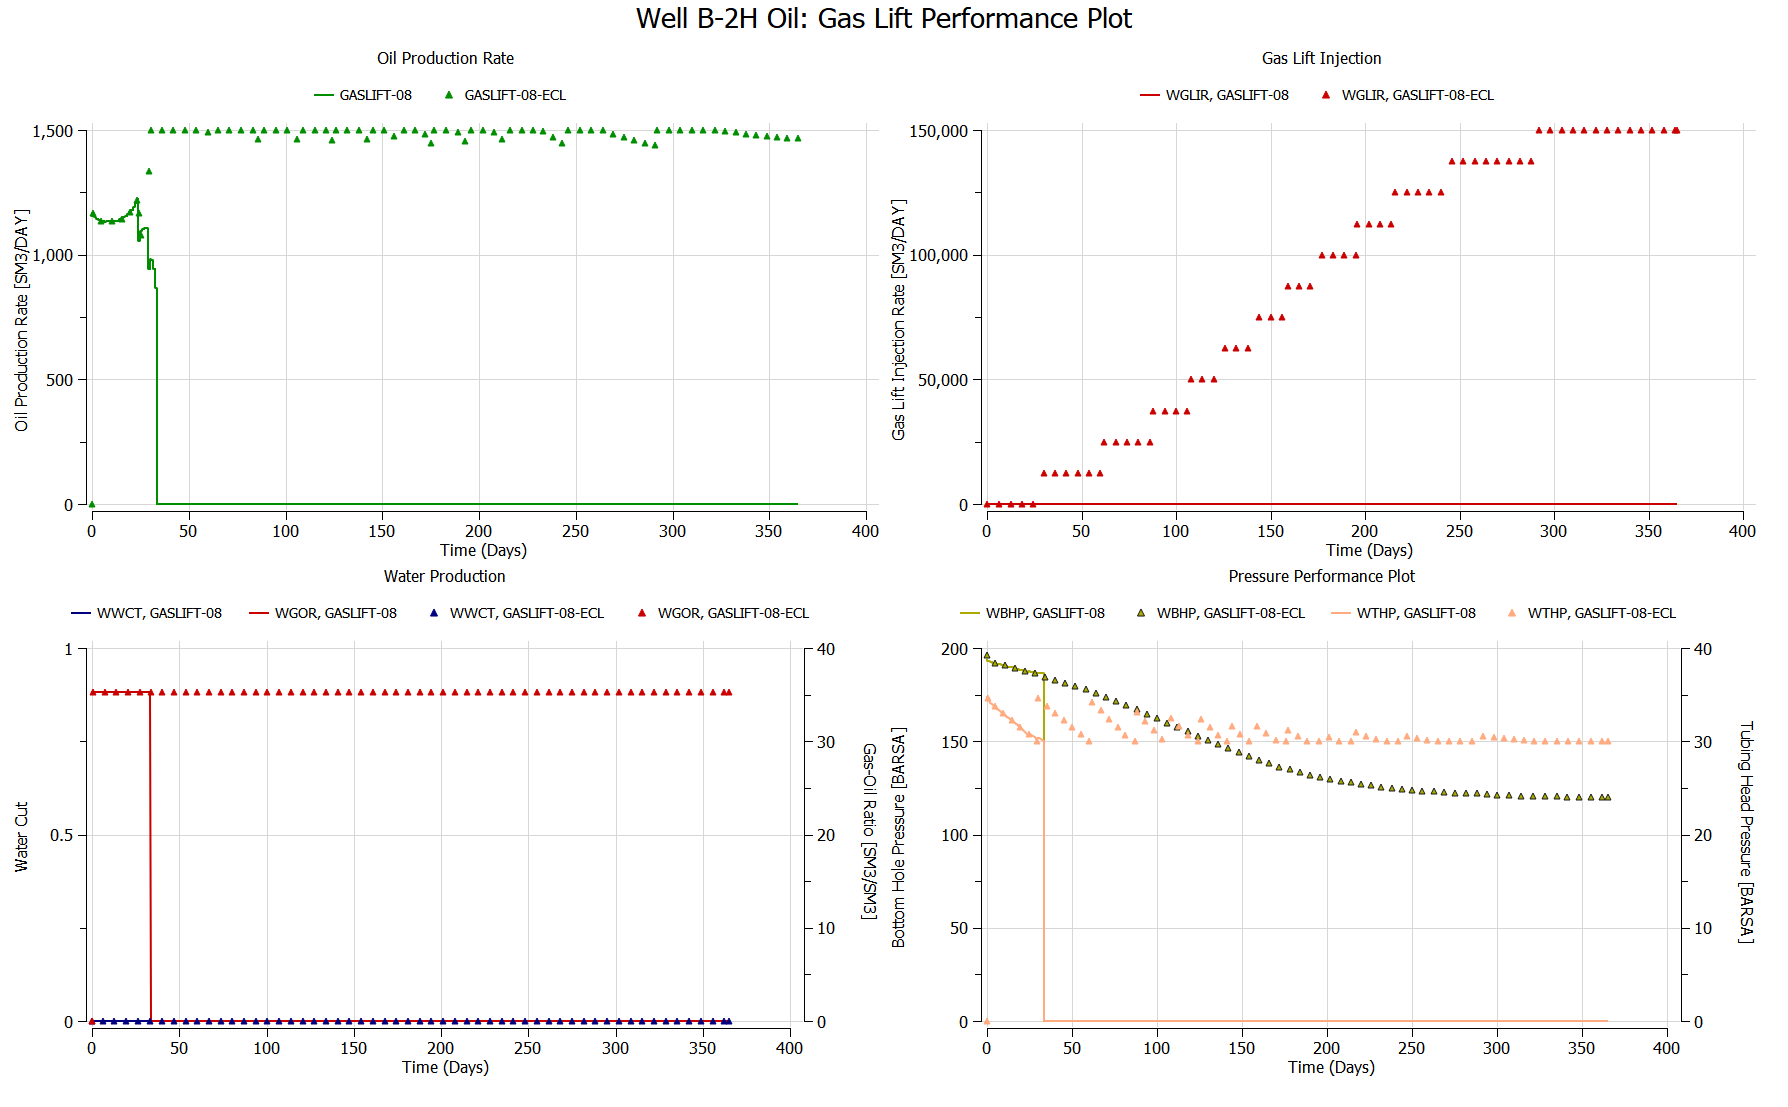 Well B-2H Oil: Gas Lift Performance Plot
Oil Production Rate
GASLIFT-08 GASLIFT-08-ECL
Oil Production Rate [SM3/DAY]
1,500
1,000
500
0
0 50 100 150 200 250 300 350 400
Time (Days)
Gas Lift Injection
WGLIR, GASLIFT-08 WGLIR, GASLIFT-08-ECL
Gas Lift Injection Rate [SM3/DAY]
150,000
100,000
50,000
0
0 50 100 150 200 250 300 350 400
Time (Days)
Water Production
WWCT, GASLIFT-08 WGOR, GASLIFT-08 WWCT, GASLIFT-08-ECL WGOR, GASLIFT-08-ECL
Water Cut
1
0.5
0
40
30
20
10
0
Gas-Oil Ratio [SM3/SM3]
0 50 100 150 200 250 300 350 400
Time (Days)
Pressure Performance Plot
WBHP, GASLIFT-08 WBHP, GASLIFT-08-ECL WTHP, GASLIFT-08 WTHP, GASLIFT-08-ECL
Bottom Hole Pressure [BARSA]
200
150
100
50
0
40
30
20
10
0
Tubing Head Pressure [BARSA]
0 50 100 150 200 250 300 350 400
Time (Days)